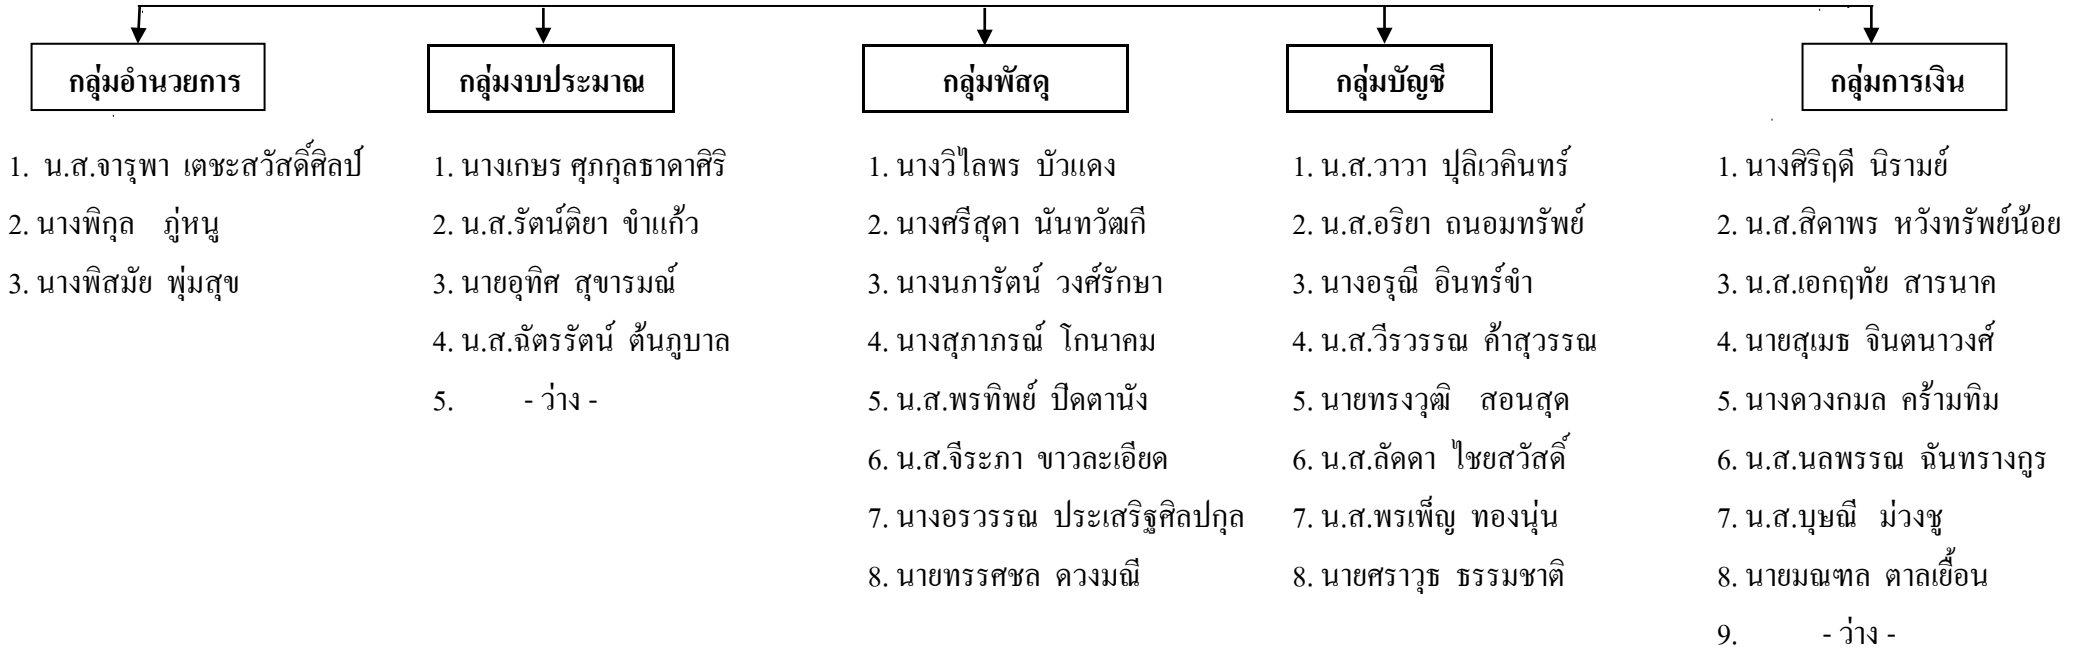 กลุ่มอำนวยการ
1. น.ส.จารุพา เตชะสวัสดิ์ศิลป์
2. นางพิกุล ภู่หนู
3. นางพิสมัย พุ่มสุข
กลุ่มงบประมาณ
1. นางเกษร ศุภกุลธาดาศิริ
2. น.ส.รัตน์ติยา ขำแก้ว
3. นายอุทิศ สุขารมณ์
4. น.ส.ฉัตรรัตน์ ต้นภูบาล
5. - ว่าง -
กลุ่มพัสดุ
1. นางวิไลพร บัวแดง
2. นางศรีสุดา นันทวัฒกี
3. นางนภารัตน์ วงศ์รักษา
4. นางสุภาภรณ์ โกนาคม
5. น.ส.พรทิพย์ ปิดตานัง
6. น.ส.จีระภา ขาวละเอียด
7. นางอรวรรณ ประเสริฐศิลปกุล
8. นายทรรศชล ดวงมณี
กลุ่มบัญชี
1. น.ส.วาวา ปุลิเวคินทร์
2. น.ส.อริยา ถนอมทรัพย์
3. นางอรุณี อินทร์ขำ
4. น.ส.วีรวรรณ ค้าสุวรรณ
5. นายทรงวุฒิ สอนสุด
6. น.ส.ลัดดา ไชยสวัสดิ์
7. น.ส.พรเพ็ญ ทองนุ่น
8. นายศราวุธ ธรรมชาติ
กลุ่มการเงิน
1. นางศิริฤดี นิรามย์
2. น.ส.สิดาพร หวังทรัพย์น้อย
3. น.ส.เอกฤทัย สารนาค
4. นายสุเมธ จินตนาวงศ์
5. นางดวงกมล คร้ามทิม
6. น.ส.นลพรรณ ฉันทรางกูร
7. น.ส.บุษณี ม่วงชู
8. นายมณฑล ตาลเยื้อน
9. - ว่าง -